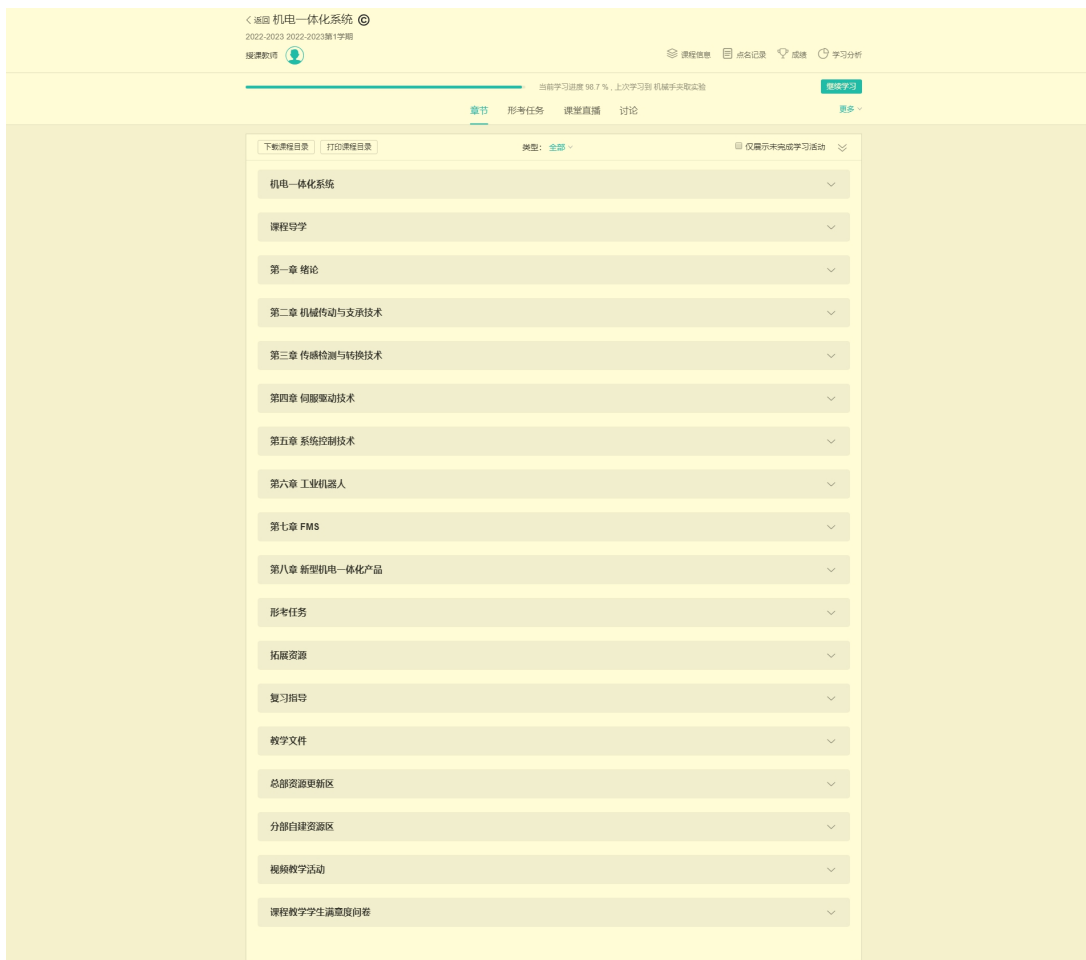 < 返回 机电一体化系统 ©
2022-2023 2022-2023第1学期
授课教师
课程信息 点名记录 成绩 学习分析
当前学习进度 98.7 % , 上次学习到 机械手夹取实验 继续学习
章节 形考任务 课堂直播 讨论 更多
下载课程目录 打印课程目录 类型: 全部 仅展示未完成学习活动
机电一体化系统
课程导学
第一章 绪论
第二章 机械传动与支承技术
第三章 传感检测与转换技术
第四章 伺服驱动技术
第五章 系统控制技术
第六章 工业机器人
第七章 FMS
第八章 新型机电一体化产品
形考任务
拓展资源
复习指导
教学文件
总部资源更新区
分部自建资源区
视频教学活动
课程教学学生满意度问卷